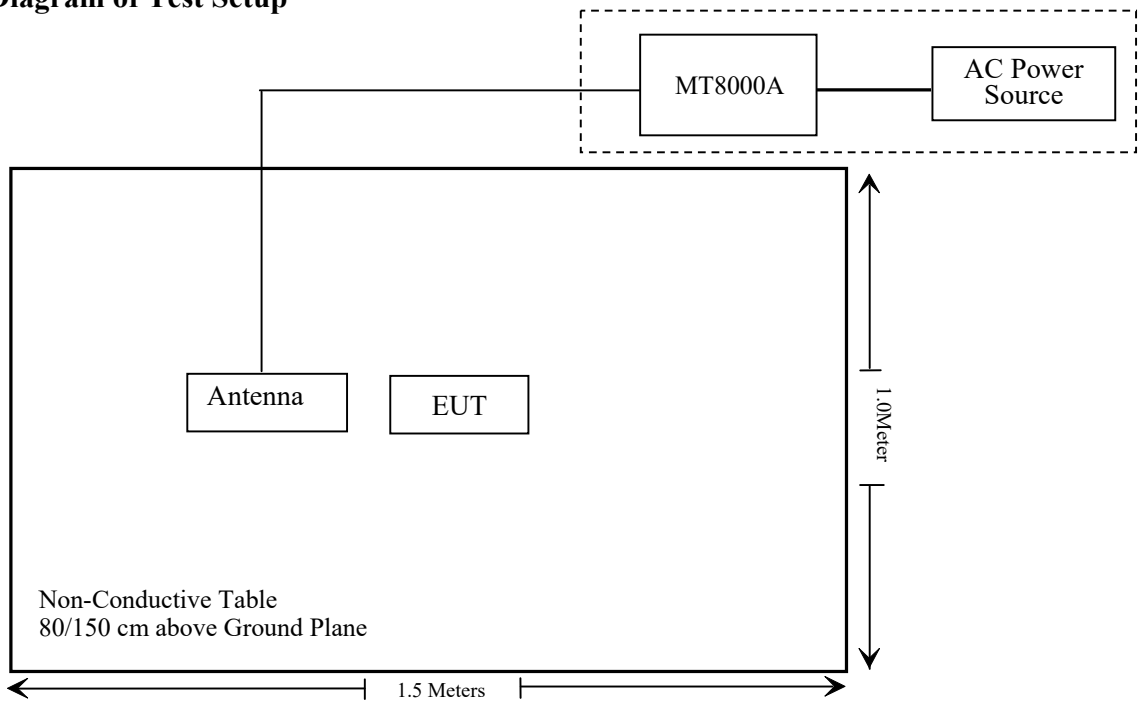 Diagram of Test Setup
MT8000A
AC Power
Source
Antenna
EUT
1.0Meter
Non-Conductive Table
80/150 cm above Ground Plane
1.5 Meters